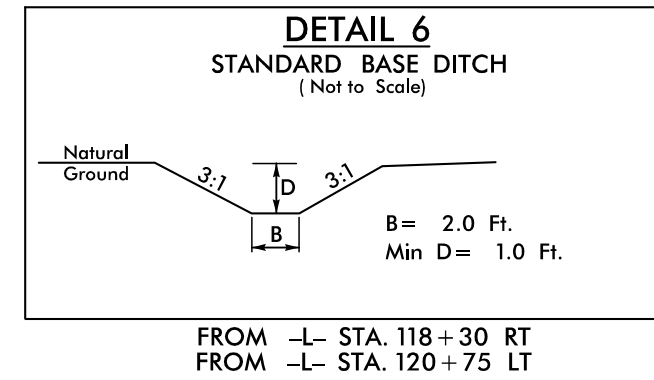 DETAIL 6
STANDARD BASE DITCH
( Not to Scale)
Natural
Ground
3:1
D
3:1
B
B= 2.0 Ft.
Min D= 1.0 Ft.
FROM -L- STA. 118+30 RT
FROM -L- STA. 120+75 LT